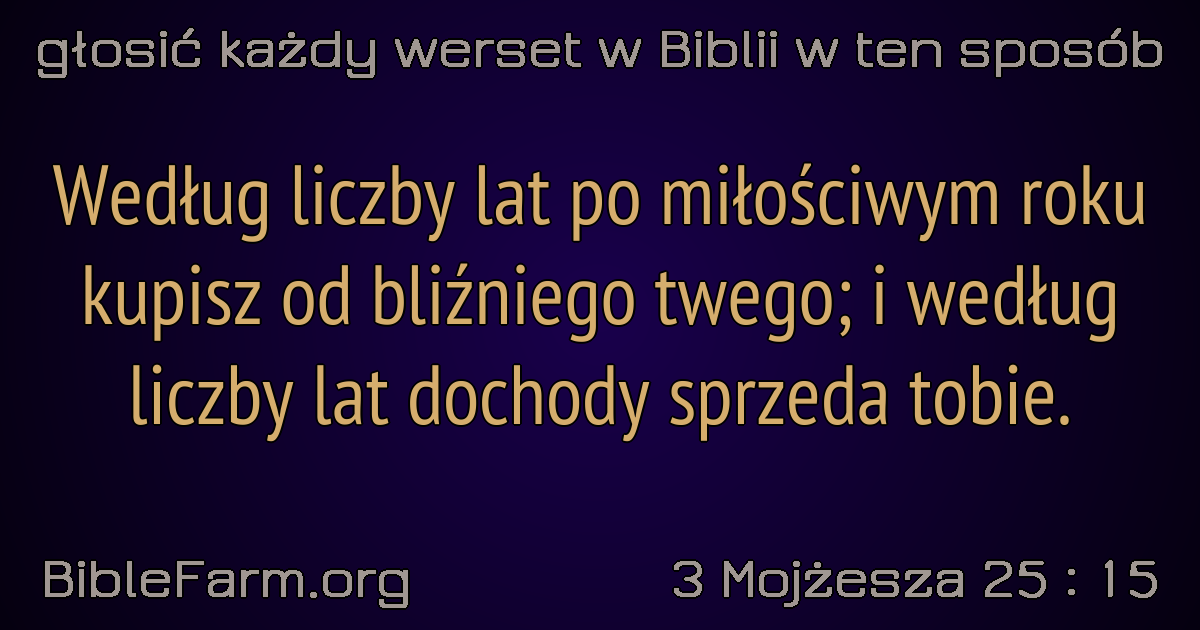 głosić każdy werset w Biblii w ten sposób
Według liczby lat po miłościwym roku
kupisz od bliźniego twego; i według
liczby lat dochody sprzeda tobie.
BibleFarm.org
3 Mojżesza 25 : 15